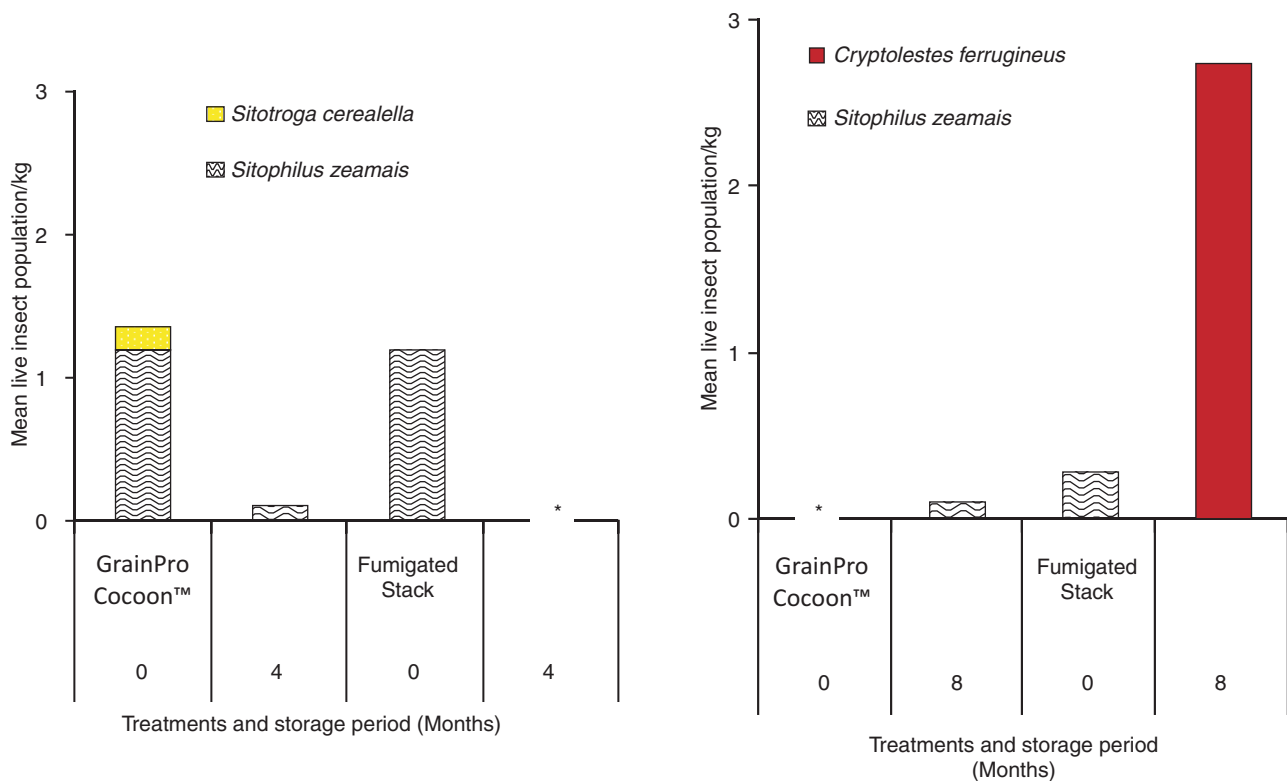 3
2
1
0
Mean live insect population/kg
Sitotroga cerealella
Sitophilus zeamais
*
GrainPro
Cocoon™
Fumigated
Stack
0 4 0 4
Treatments and storage period (Months)
3
2
1
0
Mean live insect population/kg
Cryptolestes ferrugineus
Sitophilus zeamais
*
GrainPro
Cocoon™
Fumigated
Stack
0 8 0 8
Treatments and storage period
(Months)